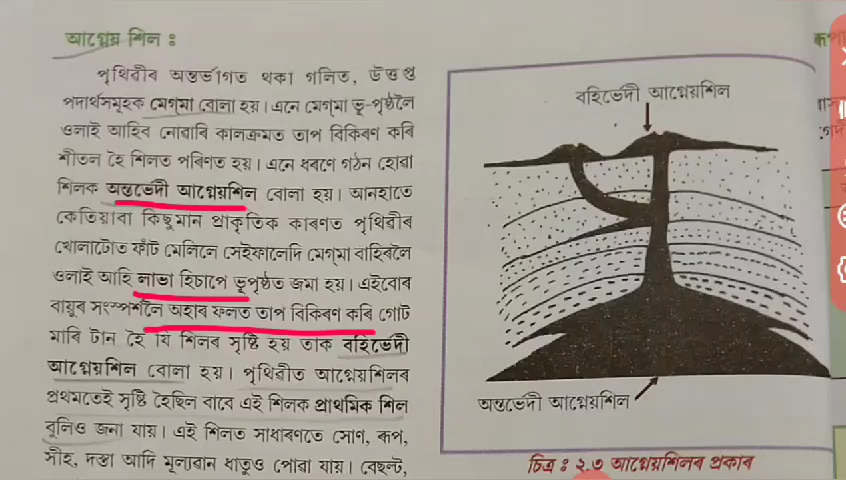 আগ্নেয় শিল :
পৃথিৱীৰ অন্তৰ্ভাগত থকা গলিত, উত্তপ্ত
পদাৰ্থসমূহক মেগ্‌মা বোলা হয়। এনে মেগ্‌মা ভূ-পৃষ্ঠলৈ
ওলাই আহিব নোৱাৰি কালক্ৰমত তাপ বিকিৰণ কৰি
শীতল হৈ শিলত পৰিণত হয়। এনে ধৰণে গঠন হোৱা
শিলক অন্তৰ্ভেদী আগ্নেয়শিল বোলা হয়। আনহাতে
কেতিয়াবা কিছুমান প্ৰাকৃতিক কাৰণত পৃথিৱীৰ
খোলাটোত ফাঁট মেলিলে সেইফালেদি মেগ্‌মা বাহিৰলৈ
ওলাই আহি লাভা হিচাপে ভূপৃষ্ঠত জমা হয়। এইবোৰ
বায়ুৰ সংস্পৰ্শলৈ অহাৰ ফলত তাপ বিকিৰণ কৰি গোট
মাৰি টান হৈ যি শিলৰ সৃষ্টি হয় তাক বহিৰ্ভেদী
আগ্নেয়শিল বোলা হয়। পৃথিৱীত আগ্নেয়শিলৰ
প্ৰথমতেই সৃষ্টি হৈছিল বাবে এই শিলক প্ৰাথমিক শিল
বুলিও জনা যায়। এই শিলত সাধাৰণতে সোণ, ৰূপ,
সীহ, দস্তা আদি মূল্যৱান ধাতুও পোৱা যায়। বেছল্ট,
বহিৰ্ভেদী আগ্নেয়শিল
অন্তৰ্ভেদী আগ্নেয়শিল
চিত্ৰ : ২.৩ আগ্নেয়শিলৰ প্ৰকাৰ